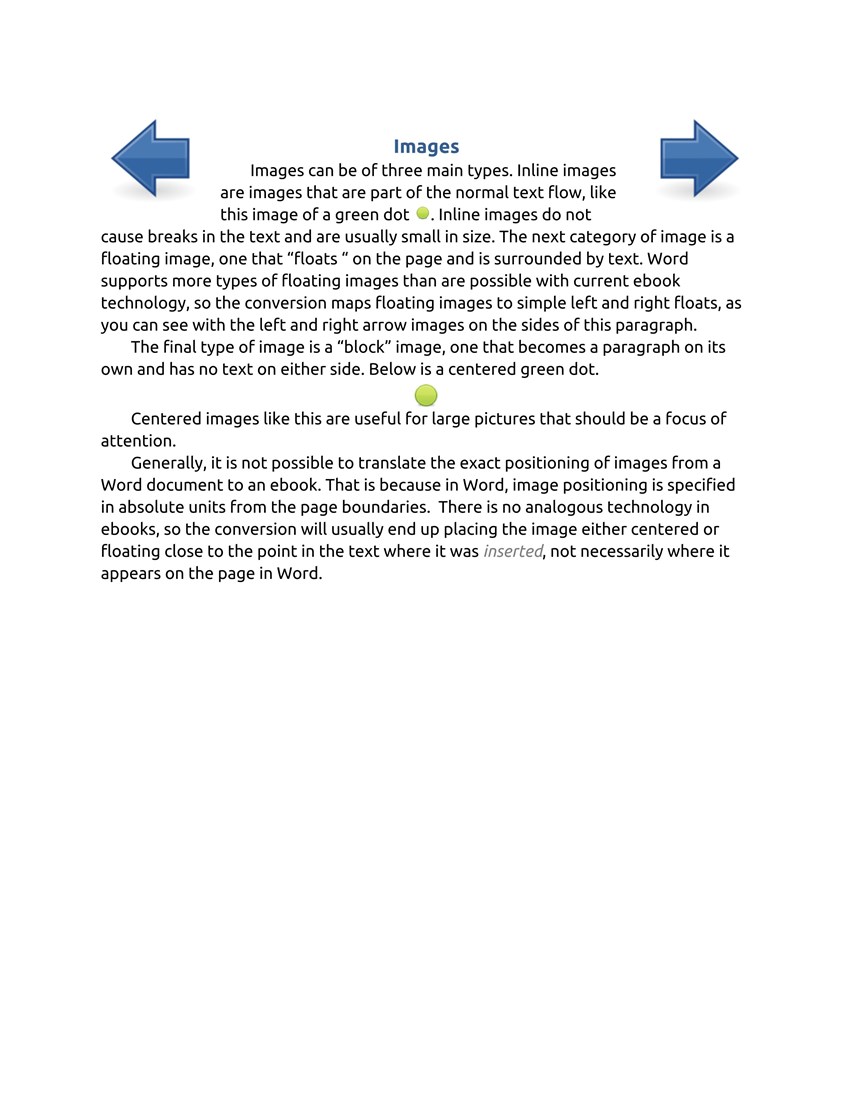 Images
Images can be of three main types. Inline images
are images that are part of the normal text flow, like
this image of a green dot . Inline images do not
cause breaks in the text and are usually small in size. The next category of image is a
floating image, one that “floats ” on the page and is surrounded by text. Word
supports more types of floating images than are possible with current ebook
technology, so the conversion maps floating images to simple left and right floats, as
you can see with the left and right arrow images on the sides of this paragraph.
The final type of image is a “block” image, one that becomes a paragraph on its
own and has no text on either side. Below is a centered green dot.
Centered images like this are useful for large pictures that should be a focus of
attention.
Generally, it is not possible to translate the exact positioning of images from a
Word document to an ebook. That is because in Word, image positioning is specified
in absolute units from the page boundaries.  There is no analogous technology in
ebooks, so the conversion will usually end up placing the image either centered or
floating close to the point in the text where it was inserted, not necessarily where it
appears on the page in Word.